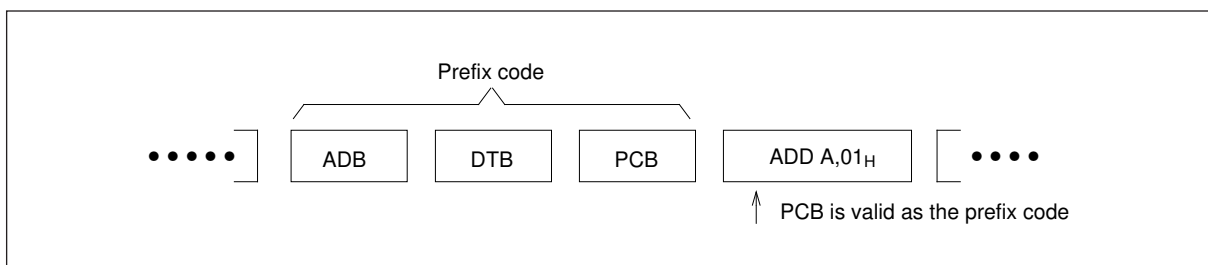 Prefix code
ADB DTB PCB ADD A,01H
PCB is valid as the prefix code